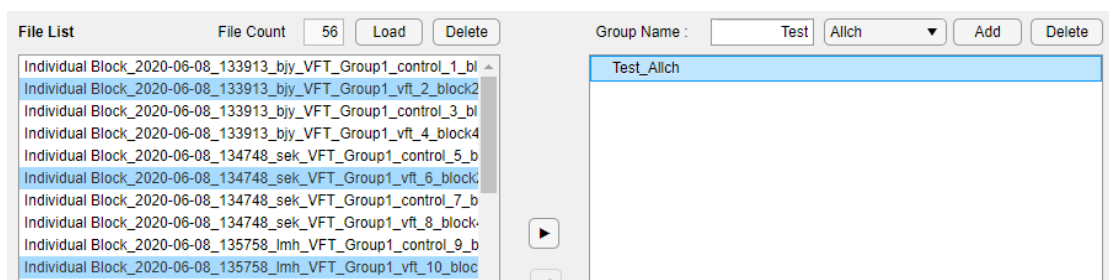 File List File Count 56 Load Delete Group Name : Test Allch Add Delete
Individual Block_2020-06-08_133913_bjy_VFT_Group1_control_1_bl
Individual Block_2020-06-08_133913_bjy_VFT_Group1_vft_2_block2
Individual Block_2020-06-08_133913_bjy_VFT_Group1_control_3_bl
Individual Block_2020-06-08_133913_bjy_VFT_Group1_vft_4_block4
Individual Block_2020-06-08_134748_sek_VFT_Group1_control_5_b
Individual Block_2020-06-08_134748_sek_VFT_Group1_vft_6_block2
Individual Block_2020-06-08_134748_sek_VFT_Group1_control_7_b
Individual Block_2020-06-08_134748_sek_VFT_Group1_vft_8_block
Individual Block_2020-06-08_135758_lmh_VFT_Group1_control_9_b
Individual Block_2020-06-08_135758_lmh_VFT_Group1_vft_10_bloc
Test_Allch